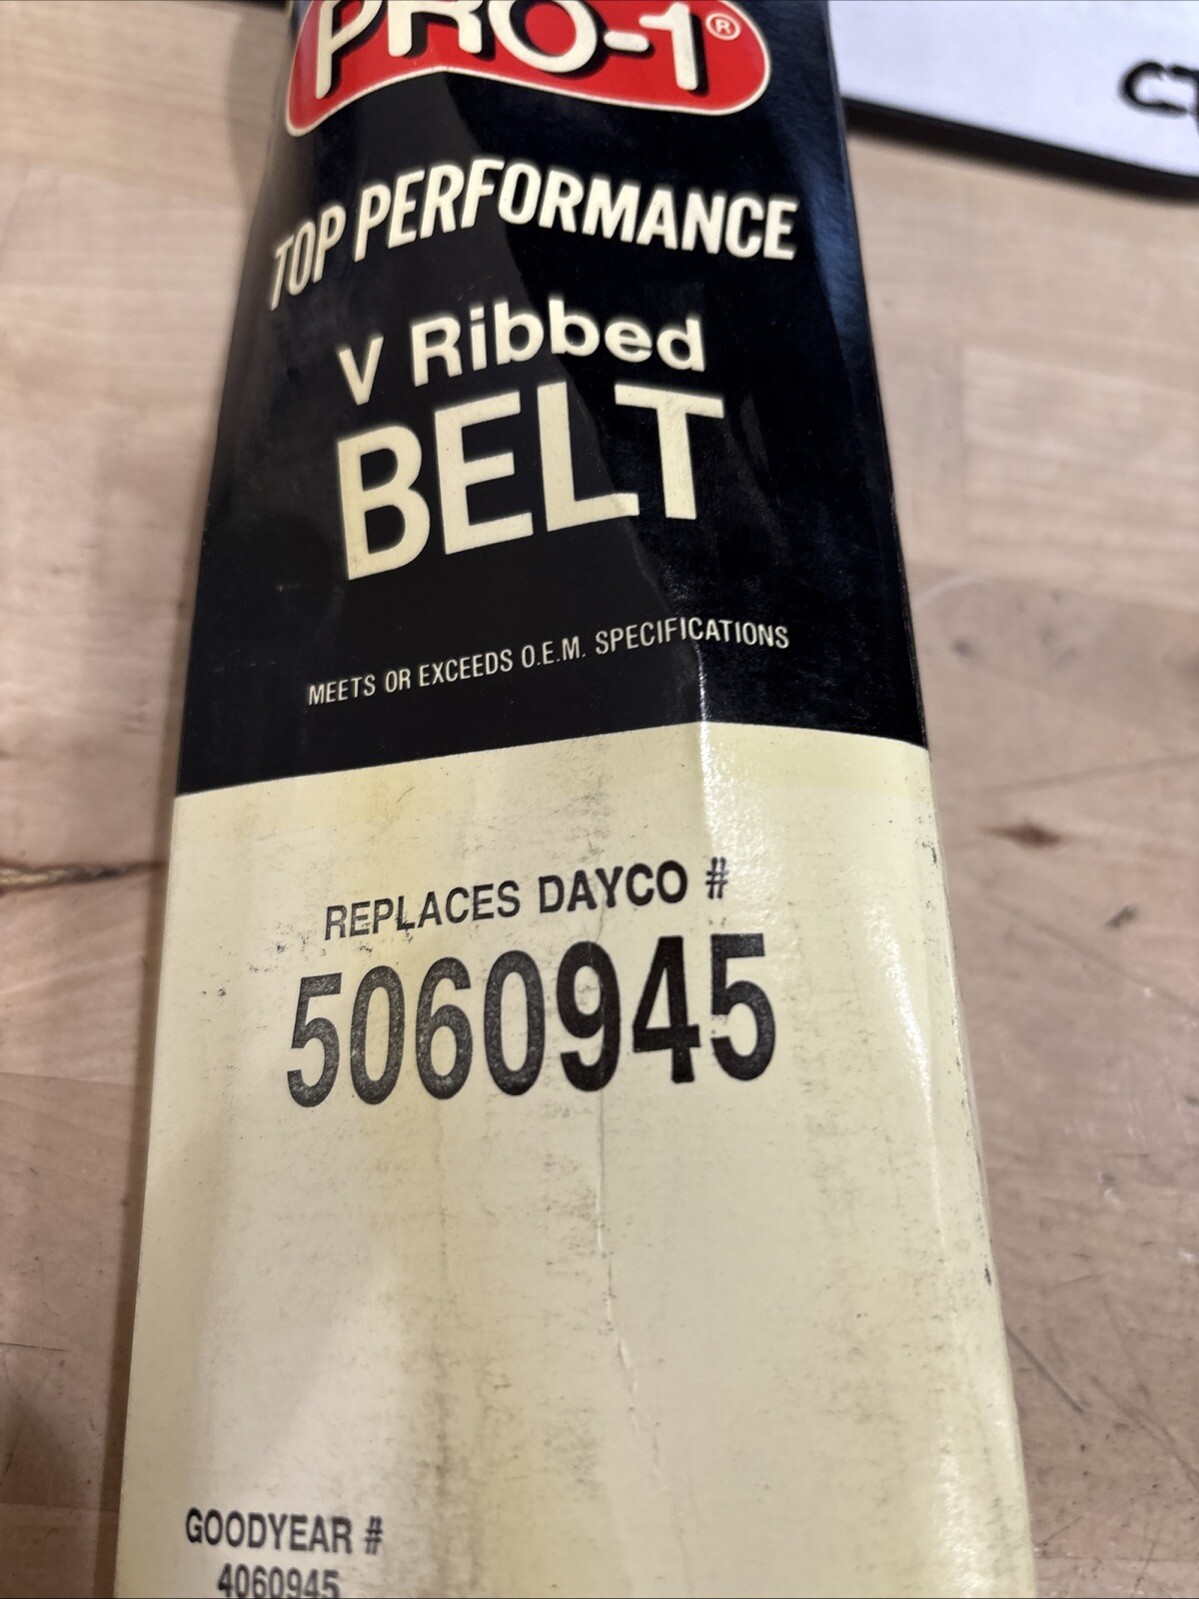 PRO-1®
TOP PERFORMANCE
V Ribbed
BELT
MEETS OR EXCEEDS O.E.M. SPECIFICATIONS
REPLACES DAYCO #
5060945
GOODYEAR #
4060945